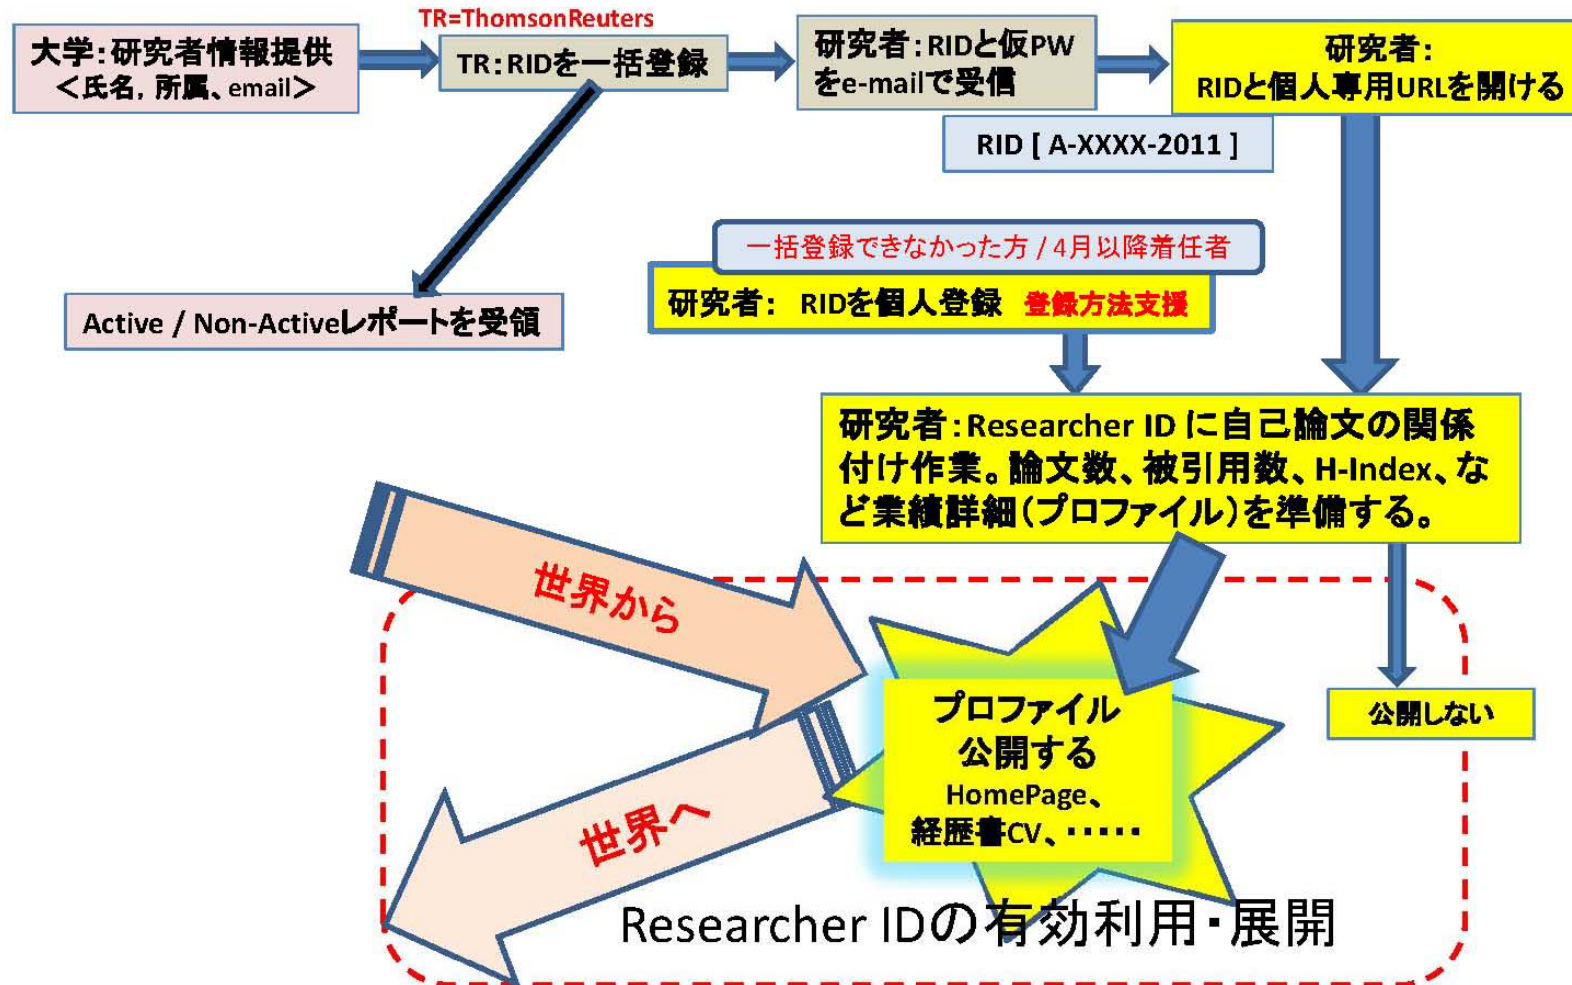 TR=ThomsonReuters
大学：研究者情報提供
＜氏名，所属、email＞
TR：RIDを一括登録
研究者：RIDと仮PW
をe-mailで受信
研究者：
RIDと個人専用URLを開ける
RID [ A-XXXX-2011 ]
一括登録できなかった方 / 4月以降着任者
研究者： RIDを個人登録 登録方法支援
Active / Non-Activeレポートを受領
研究者：Researcher ID に自己論文の関係
付け作業。論文数、被引用数、H-Index、な
ど業績詳細（プロファイル）を準備する。
世界から
プロファイル
公開する
HomePage、
経歴書CV、・・・・・
公開しない
世界へ
Researcher IDの有効利用・展開